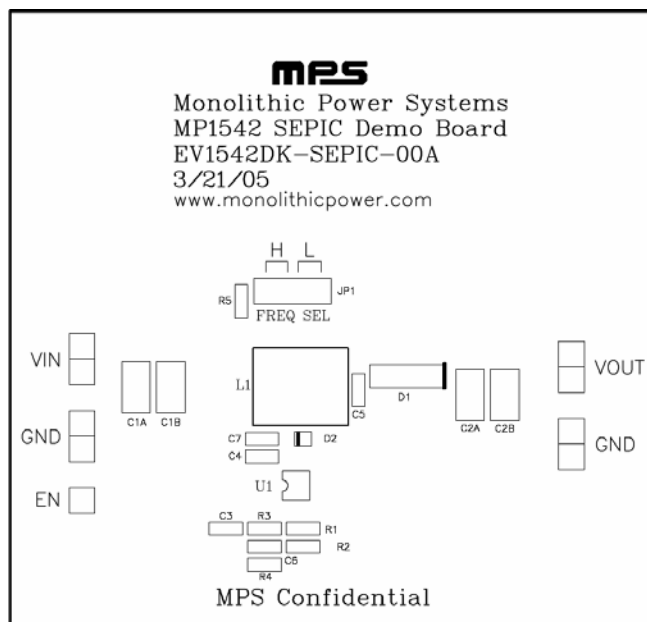 MPS
Monolithic Power Systems
MP1542 SEPIC Demo Board
EV1542DK-SEPIC-00A
3/21/05
www.monolithicpower.com
H L
R5 JP1
FREQ SEL
VIN L1 VOUT
C5 D1
C1A C1B C2A C2B
GND C7 D2 GND
C4
EN U1
C3 R3 R1
R2
C6
R4
MPS Confidential